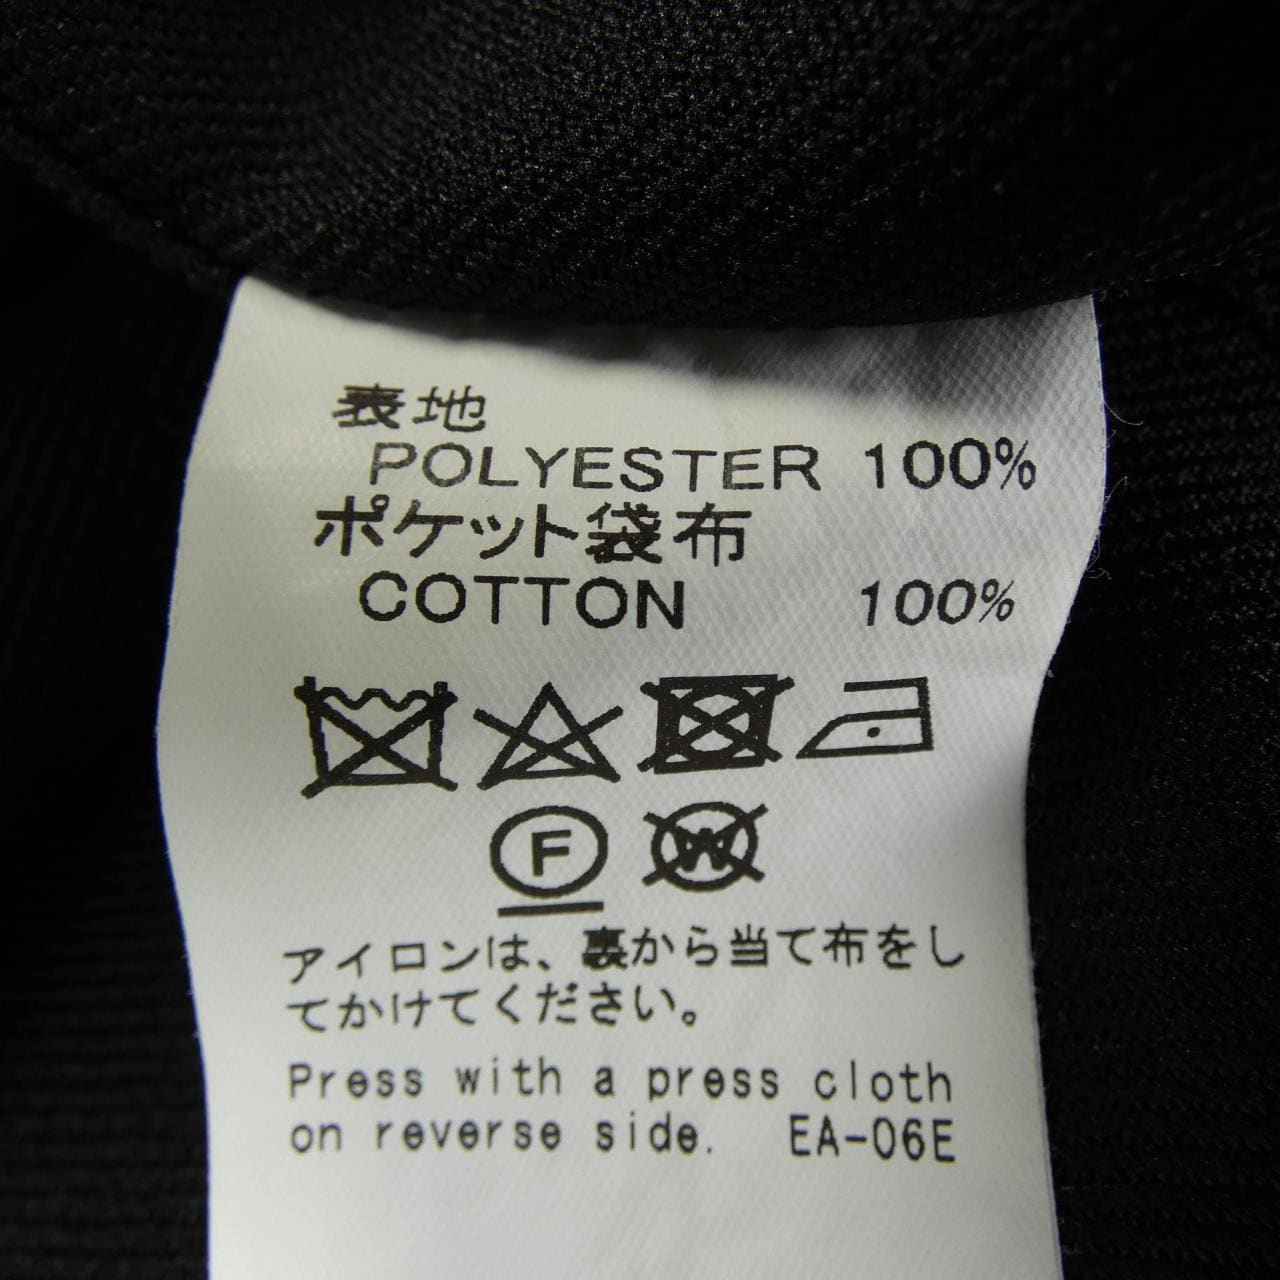 表地
POLYESTER 100%
ポケット袋布
COTTON 100%
F W
アイロンは、裏から当て布をし
てかけてください。
Press with a press cloth
on reverse side. EA-06E